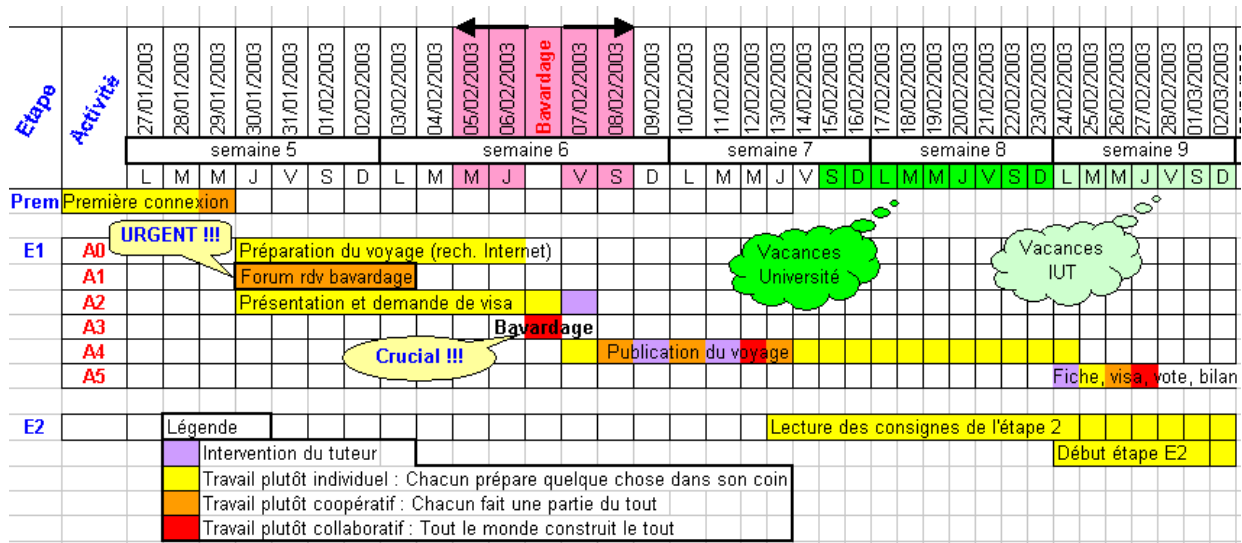 Etape Activité 27/01/2003 28/01/2003 29/01/2003 30/01/2003 31/01/2003 01/02/2003 02/02/2003 03/02/2003 04/02/2003 05/02/2003 06/02/2003 Bavardage 07/02/2003 08/02/2003 09/02/2003 10/02/2003 11/02/2003 12/02/2003 13/02/2003 14/02/2003 15/02/2003 16/02/2003 17/02/2003 18/02/2003 19/02/2003 20/02/2003 21/02/2003 22/02/2003 23/02/2003 24/02/2003 25/02/2003 26/02/2003 27/02/2003 28/02/2003 01/03/2003 02/03/2003
semaine 5 semaine 6 semaine 7 semaine 8 semaine 9
L M M J V S D L M M J V S D L M M J V S D L M M J V S D L M M J V S D
Prem Première connexion
URGENT !!!
E1 A0 Préparation du voyage (rech. Internet)
Vacances
Université
Vacances
IUT
A1 Forum rdv bavardage
A2 Présentation et demande de visa
A3 Bavardage
Crucial !!!
A4 Publication du voyage
A5 Fiche, visa, vote, bilan
E2 Légende Lecture des consignes de l'étape 2
Intervention du tuteur Début étape E2
Travail plutôt individuel : Chacun prépare quelque chose dans son coin
Travail plutôt coopératif : Chacun fait une partie du tout
Travail plutôt collaboratif : Tout le monde construit le tout